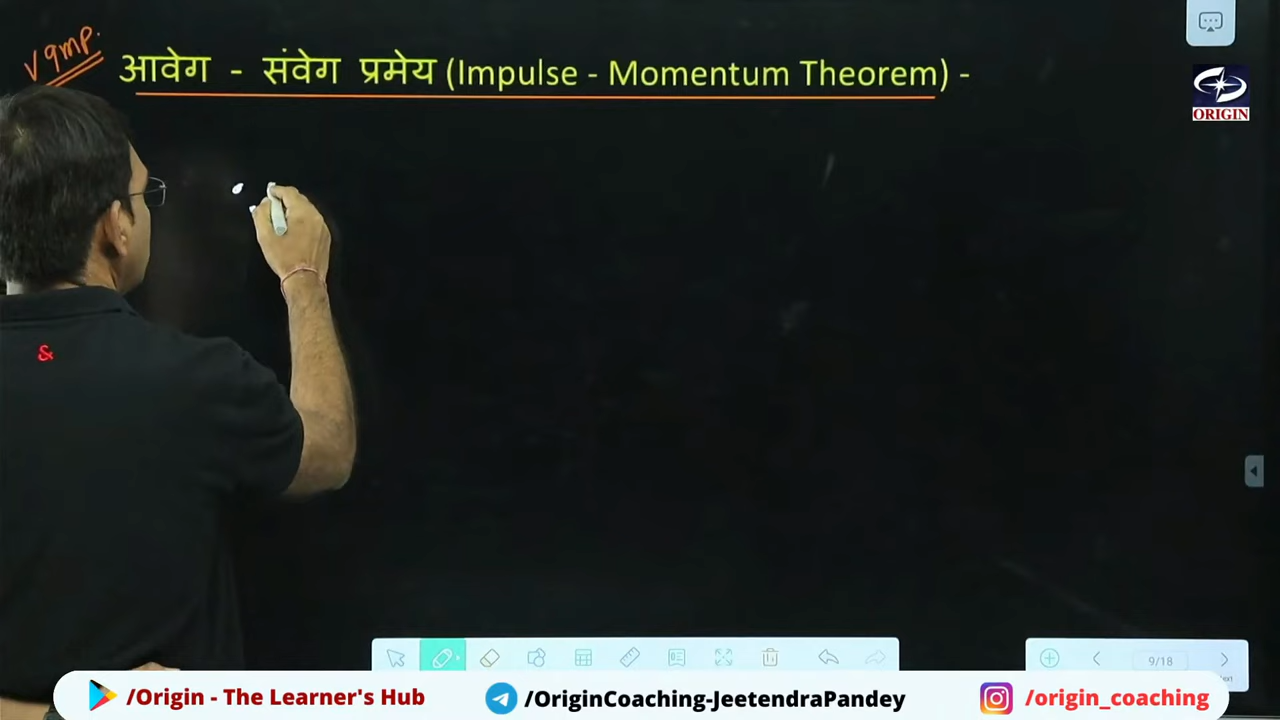 V Imp.
आवेग - संवेग प्रमेय (Impulse - Momentum Theorem) -
ORIGIN
&
9/18
/Origin - The Learner's Hub
/OriginCoaching-JeetendraPandey
/origin_coaching